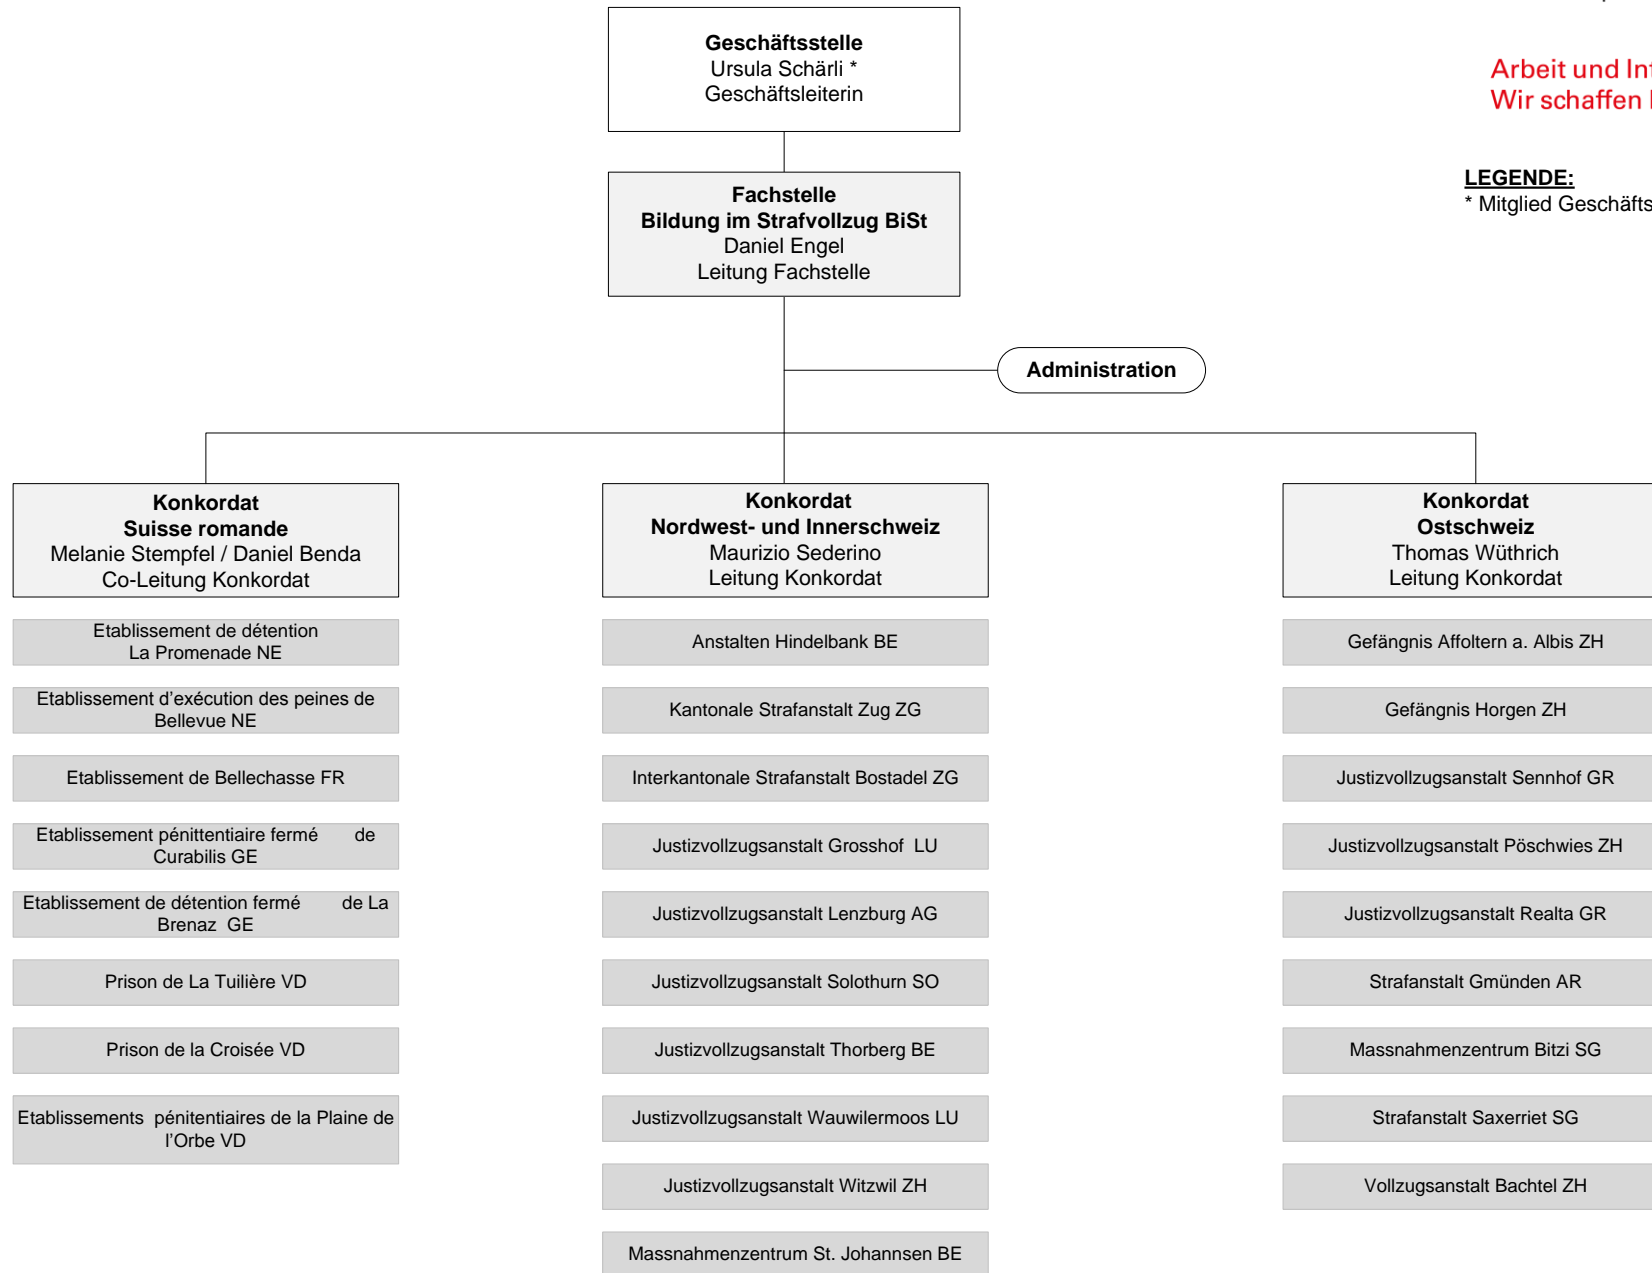 Geschäftsstelle
Ursula Schärli *
Geschäftsleiterin
Arbeit und
Wir schaffen
LEGENDE:
* Mitglied
Fachstelle
Bildung im Strafvollzug BiSt
Daniel Engel
Leitung Fachstelle
Administration
Konkordat
Suisse romande
Melanie Stempfel / Daniel Benda
Co-Leitung Konkordat
Etablissement de détention
La Promenade NE
Etablissement d'exécution des peines de
Bellevue NE
Etablissement de Bellechasse FR
Etablissement pénittentiaire fermé de
Curabilis GE
Etablissement de détention fermé de La
Brenaz GE
Prison de La Tuilière VD
Prison de la Croisée VD
Etablissements pénitentiaires de la Plaine de
l'Orbe VD
Konkordat
Nordwest- und Innerschweiz
Maurizio Sederino
Leitung Konkordat
Anstalten Hindelbank BE
Kantonale Strafanstalt Zug ZG
Interkantonale Strafanstalt Bostadel ZG
Justizvollzugsanstalt Grosshof LU
Justizvollzugsanstalt Lenzburg AG
Justizvollzugsanstalt Solothurn SO
Justizvollzugsanstalt Thorberg BE
Justizvollzugsanstalt Wauwilermoos LU
Justizvollzugsanstalt Witzwil ZH
Massnahmenzentrum St. Johannsen BE
Konkordat
Ostschweiz
Thomas Wüthrich
Leitung Konkordat
Gefängnis Affoltern a. Albis ZH
Gefängnis Horgen ZH
Justizvollzugsanstalt Sennhof GR
Justizvollzugsanstalt Pöschwies ZH
Justizvollzugsanstalt Realta GR
Strafanstalt Gmünden AR
Massnahmenzentrum Bitzi SG
Strafanstalt Saxerriet SG
Vollzugsanstalt Bachtel ZH